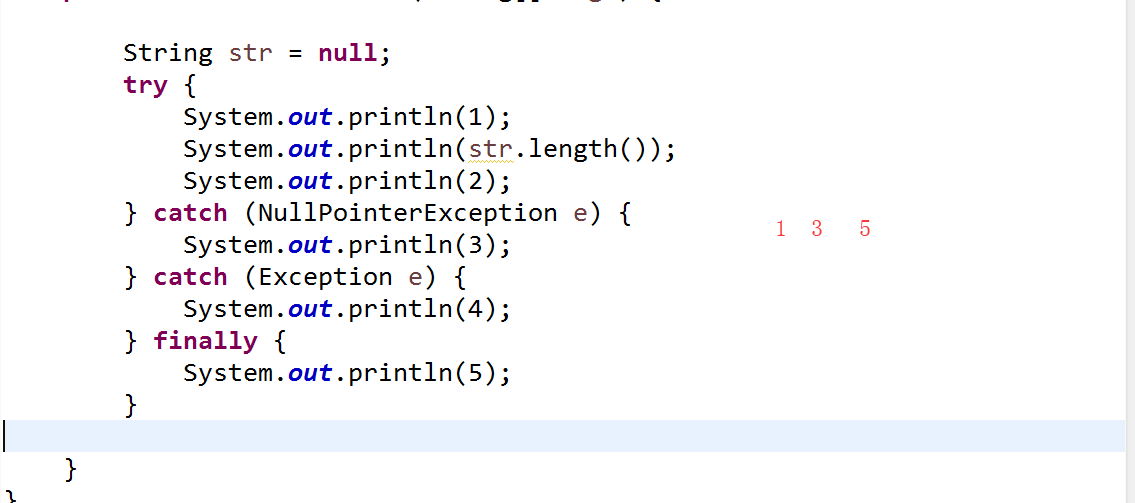 String str = null;
try {
System.out.println(1);
System.out.println(str.length());
System.out.println(2);
} catch (NullPointerException e) {
1 3 5
System.out.println(3);
} catch (Exception e) {
System.out.println(4);
} finally {
System.out.println(5);
}
}
}